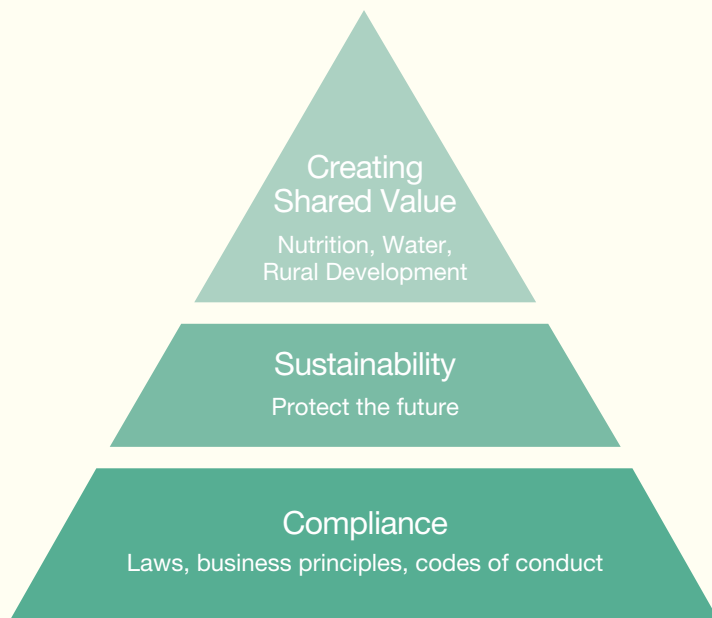 Creating
Shared Value
Nutrition, Water,
Rural Development
Sustainability
Protect the future
Compliance
Laws, business principles, codes of conduct